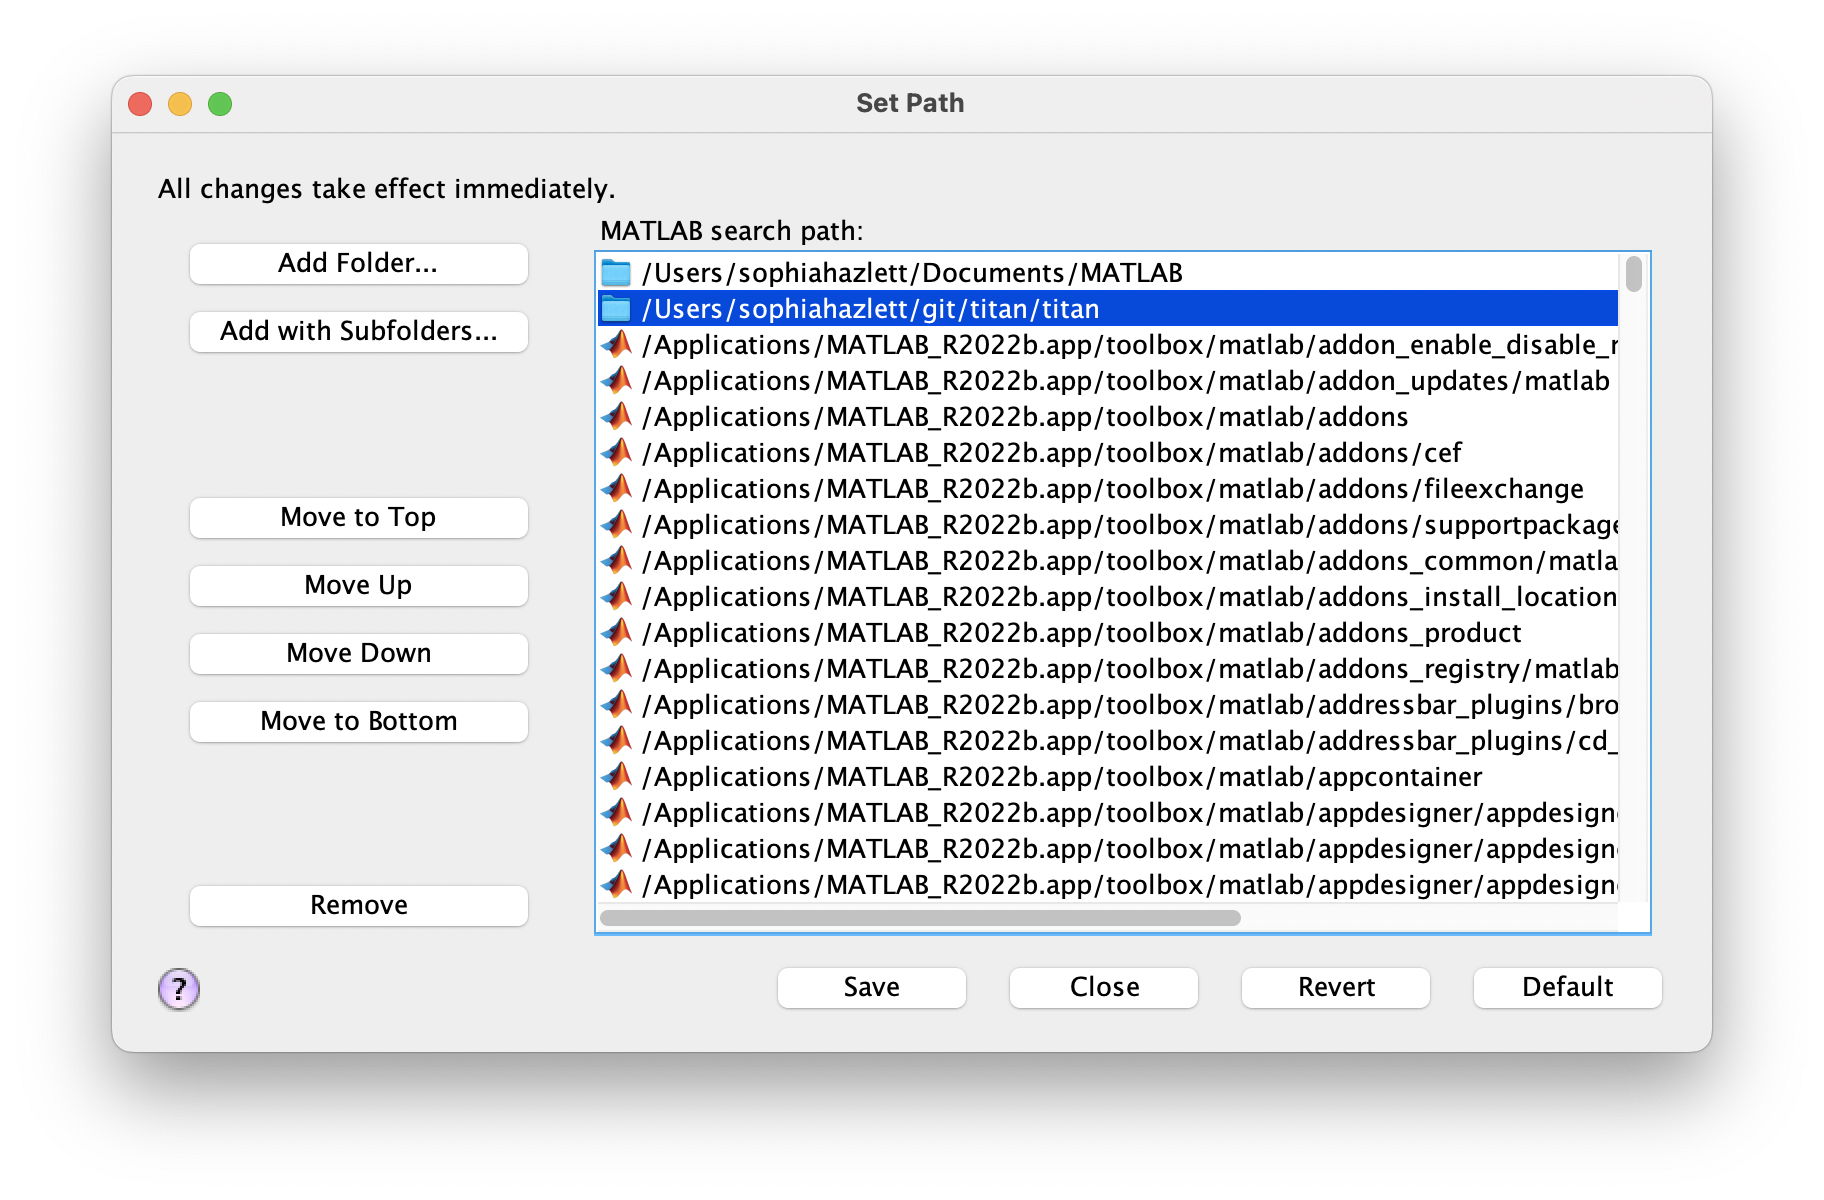 Set Path
All changes take effect immediately.
MATLAB search path:
Add Folder...
Add with Subfolders...
Move to Top
Move Up
Move Down
Move to Bottom
Remove
/Users/sophiahazlett/Documents/MATLAB
/Users/sophiahazlett/git/titan/titan
/Applications/MATLAB_R2022b.app/toolbox/matlab/addon_enable_disable_r
/Applications/MATLAB_R2022b.app/toolbox/matlab/addon_updates/matlab
/Applications/MATLAB_R2022b.app/toolbox/matlab/addons
/Applications/MATLAB_R2022b.app/toolbox/matlab/addons/cef
/Applications/MATLAB_R2022b.app/toolbox/matlab/addons/fileexchange
/Applications/MATLAB_R2022b.app/toolbox/matlab/addons/supportpackage
/Applications/MATLAB_R2022b.app/toolbox/matlab/addons_common/matla
/Applications/MATLAB_R2022b.app/toolbox/matlab/addons_install_location
/Applications/MATLAB_R2022b.app/toolbox/matlab/addons_product
/Applications/MATLAB_R2022b.app/toolbox/matlab/addons_registry/matlab
/Applications/MATLAB_R2022b.app/toolbox/matlab/addressbar_plugins/bro
/Applications/MATLAB_R2022b.app/toolbox/matlab/addressbar_plugins/cd_
/Applications/MATLAB_R2022b.app/toolbox/matlab/appcontainer
/Applications/MATLAB_R2022b.app/toolbox/matlab/appdesigner/appdesign
/Applications/MATLAB_R2022b.app/toolbox/matlab/appdesigner/appdesign
/Applications/MATLAB_R2022b.app/toolbox/matlab/appdesigner/appdesign
?
Save
Close
Revert
Default